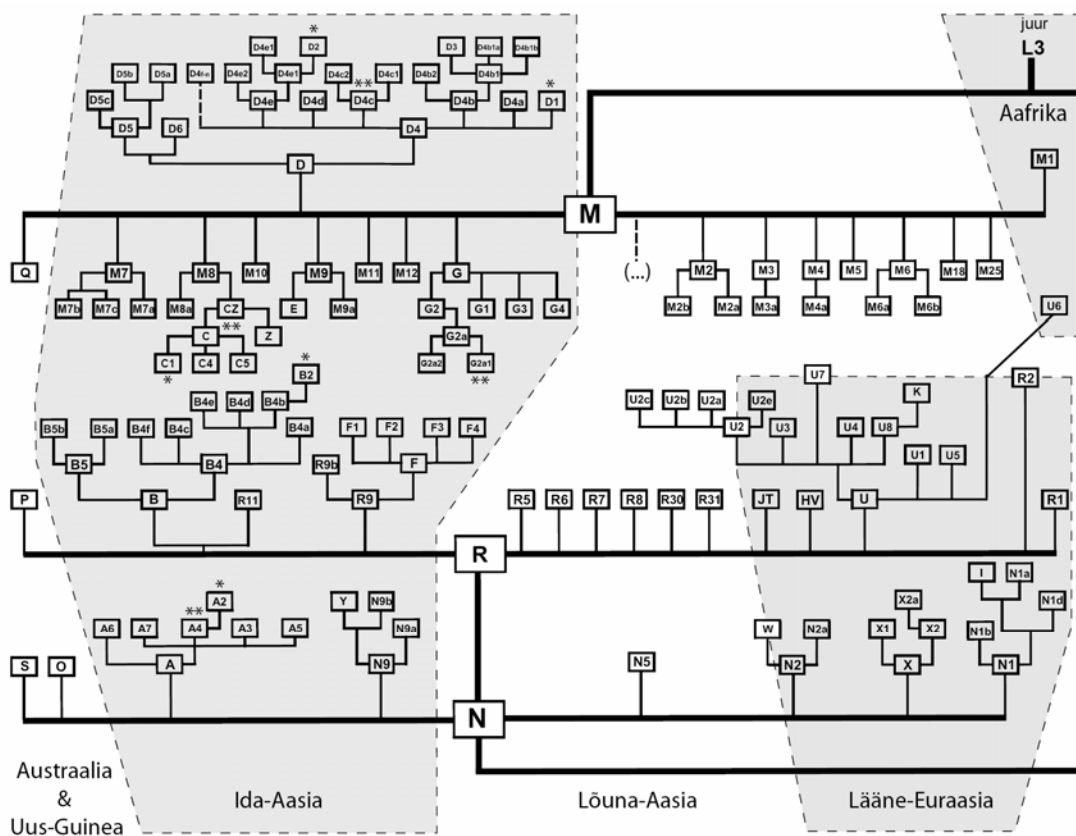 juur
L3
Aafrika
D4e1 * D2 D3 D4b1a D4b1b
D5b D5a D4e2 D4e1 D4c2 ** D4c1 D4b2 D4b1
D5c D4e D4d D4c D4b D4a * D1
D5 D6 D4
D
M1
M
Q M7 M8 M10 M9 M11 M12 G (...) M2 M3 M4 M5 M6 M18 M25
M7b M7c M7a M8a CZ E M9a G2 G1 G3 G4 M2b M2a M3a M4a M6a M6b
U6
C ** Z G2a
C1 C4 C5 G2a2 G2a1
* **
* B2
U7 R2
B4e B4d B4b U2c U2b U2a U2e K
B5b B5a B4f B4c B4a F1 F2 F3 F4 U2 U3 U4 U8
B5 B4 R9b F U1 U5
P B R11 R9 R5 R6 R7 R8 R30 R31 JT HV U R1
R
* A2
Y N9b X2a I N1a
** A6 A7 A4 A3 A5 N9a W N2a X1 X2 N1b N1d
S O A N9 N5 N2 X N1
N
Austraalia
&
Uus-Guinea
Ida-Aasia
Lõuna-Aasia
Lääne-Euraasia